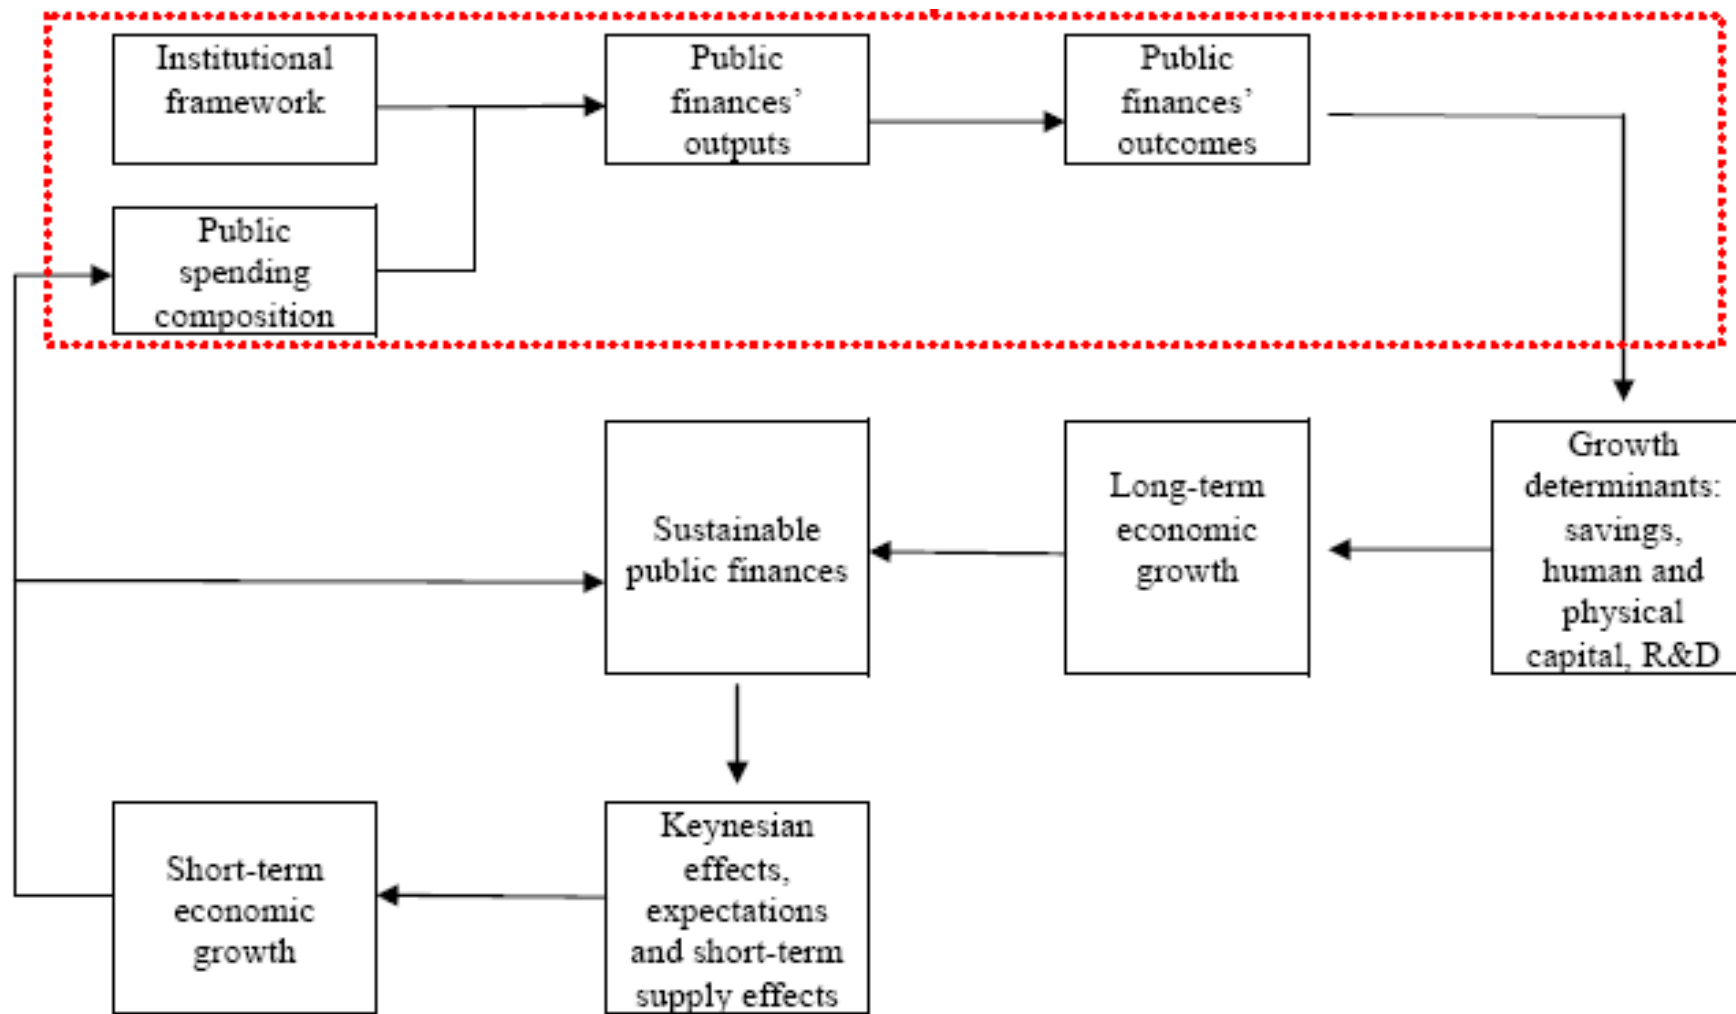 Institutional
framework
Public
finances’
outputs
Public
finances’
outcomes
Public
spending
composition
Sustainable
public finances
Long-term
economic
growth
Growth
determinants:
savings,
human and
physical
capital, R&D
Short-term
economic
growth
Keynesian
effects,
expectations
and short-term
supply effects